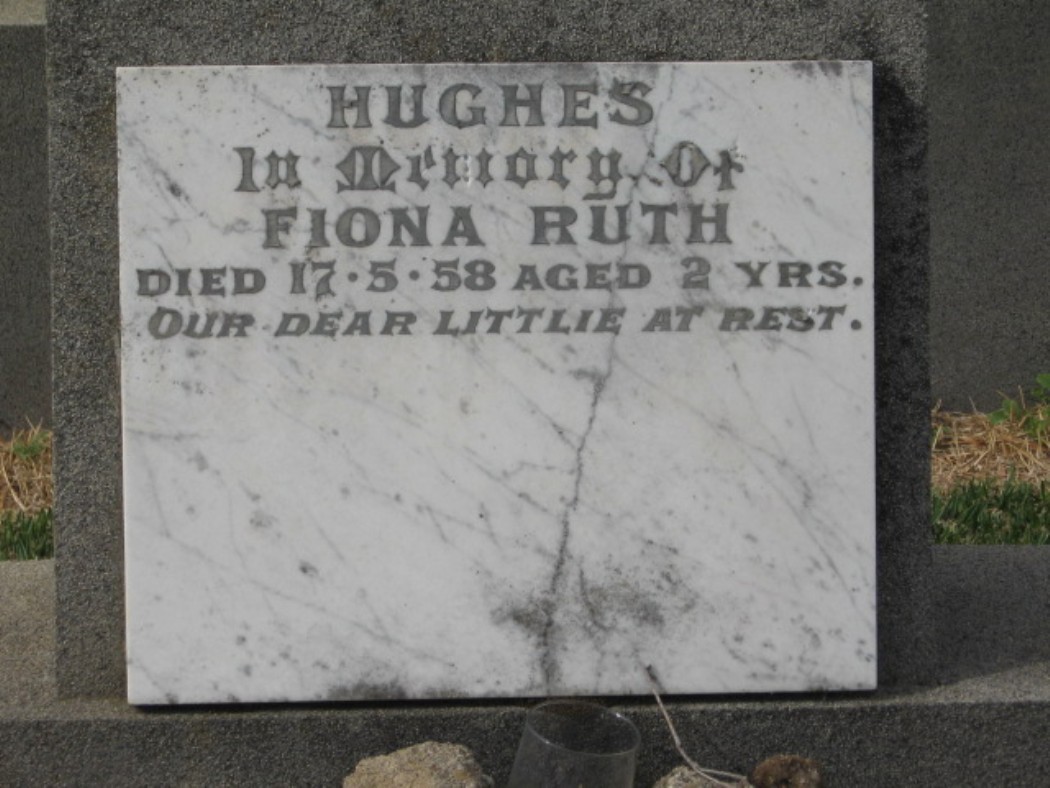 HUGHES
In Memory Of
FIONA RUTH
DIED 17·5·58 AGED 2 YRS.
OUR DEAR LITTLIE AT REST.